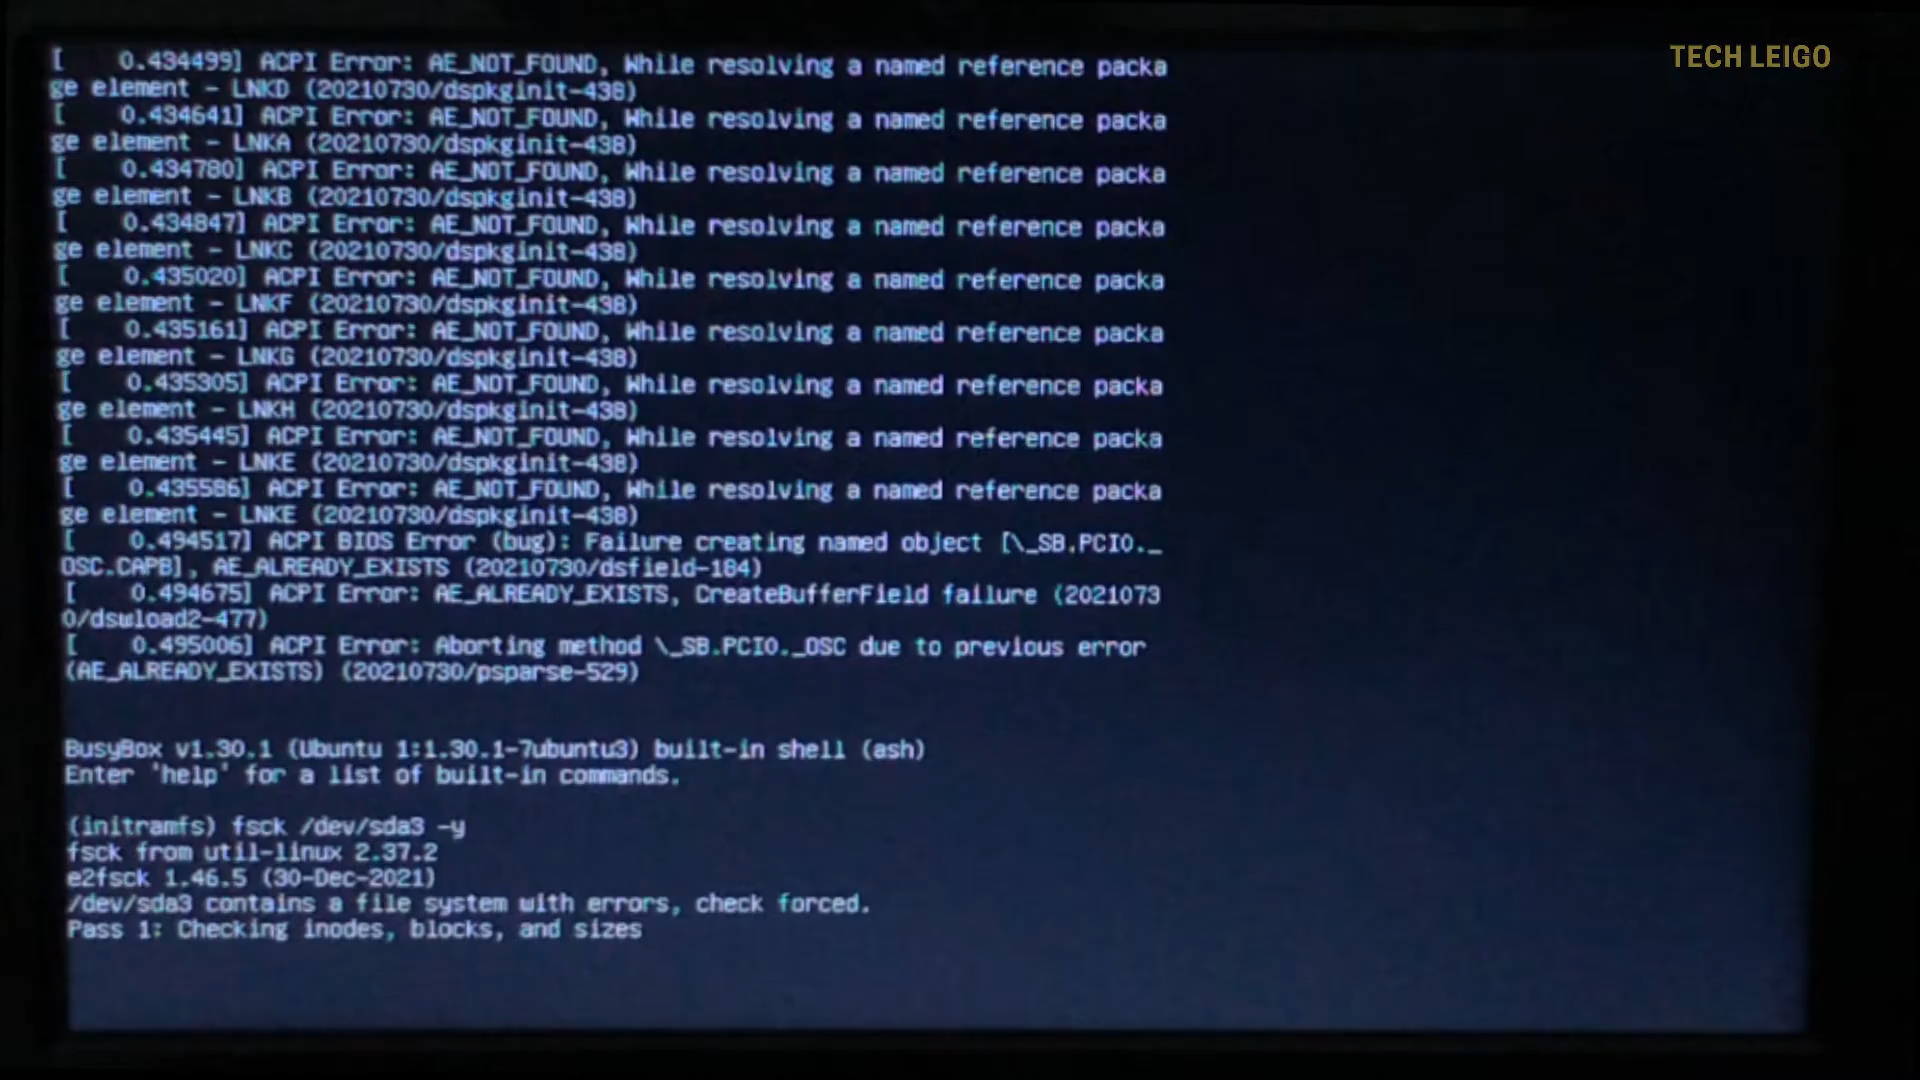 TECH LEIGO
[    0.434499] ACPI Error: AE_NOT_FOUND, While resolving a named reference packa
ge element - LNKD (20210730/dspkginit-438)
[    0.434641] ACPI Error: AE_NOT_FOUND, While resolving a named reference packa
ge element - LNKA (20210730/dspkginit-438)
[    0.434780] ACPI Error: AE_NOT_FOUND, While resolving a named reference packa
ge element - LNKB (20210730/dspkginit-438)
[    0.434847] ACPI Error: AE_NOT_FOUND, While resolving a named reference packa
ge element - LNKC (20210730/dspkginit-438)
[    0.435020] ACPI Error: AE_NOT_FOUND, While resolving a named reference packa
ge element - LNKF (20210730/dspkginit-438)
[    0.435161] ACPI Error: AE_NOT_FOUND, While resolving a named reference packa
ge element - LNKG (20210730/dspkginit-438)
[    0.435305] ACPI Error: AE_NOT_FOUND, While resolving a named reference packa
ge element - LNKH (20210730/dspkginit-438)
[    0.435445] ACPI Error: AE_NOT_FOUND, While resolving a named reference packa
ge element - LNKE (20210730/dspkginit-438)
[    0.435586] ACPI Error: AE_NOT_FOUND, While resolving a named reference packa
ge element - LNKE (20210730/dspkginit-438)
[    0.494517] ACPI BIOS Error (bug): Failure creating named object [\_SB.PCI0._
OSC.CAPB], AE_ALREADY_EXISTS (20210730/dsfield-184)
[    0.494675] ACPI Error: AE_ALREADY_EXISTS, CreateBufferField failure (2021073
0/dswload2-477)
[    0.495006] ACPI Error: Aborting method \_SB.PCI0._OSC due to previous error
(AE_ALREADY_EXISTS) (20210730/psparse-529)
BusyBox v1.30.1 (Ubuntu 1:1.30.1-7ubuntu3) built-in shell (ash)
Enter 'help' for a list of built-in commands.
(initramfs) fsck /dev/sda3 -y
fsck from util-linux 2.37.2
e2fsck 1.46.5 (30-Dec-2021)
/dev/sda3 contains a file system with errors, check forced.
Pass 1: Checking inodes, blocks, and sizes